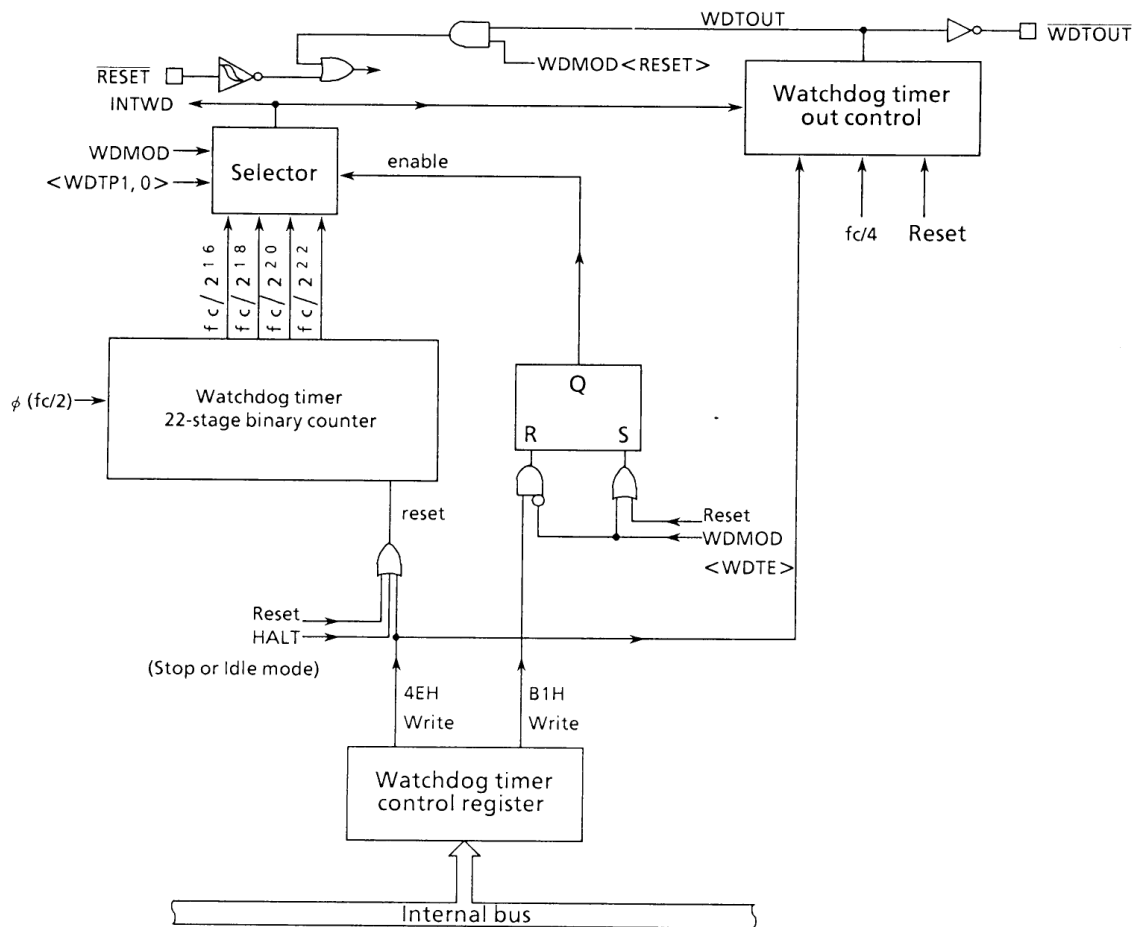 WDTOUT
WDTOUT
WDMOD<RESET>
RESET
INTWD
Watchdog timer
out control
WDMOD
<WDTP1, 0>
Selector
enable
fc/4
Reset
fc/216
fc/218
fc/220
fc/222
φ (fc/2)
Watchdog timer
22-stage binary counter
Q
R
S
reset
Reset
WDMOD
<WDTE>
Reset
HALT
(Stop or Idle mode)
4EH
Write
B1H
Write
Watchdog timer
control register
Internal bus